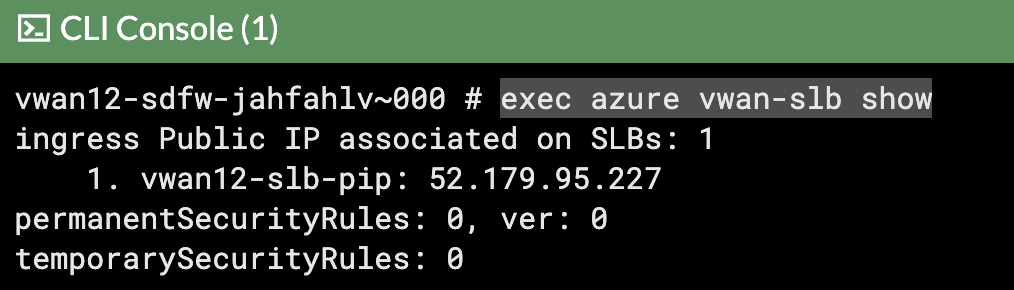 CLI Console (1)
vwan12-sdfw-jahfahlv~000 # exec azure vwan-slb show
ingress Public IP associated on SLBs: 1
1. vwan12-slb-pip: 52.179.95.227
permanentSecurityRules: 0, ver: 0
temporarySecurityRules: 0